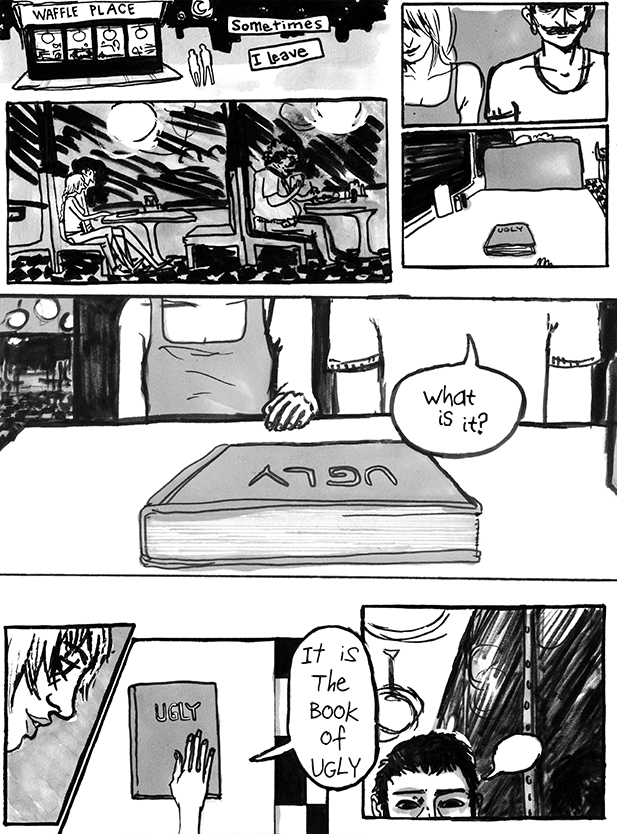 WAFFLE PLACE
Sometimes
I leave
UGLY
What
is it?
UGLY
UGLY
It is
The
BOOK
of
UGLY